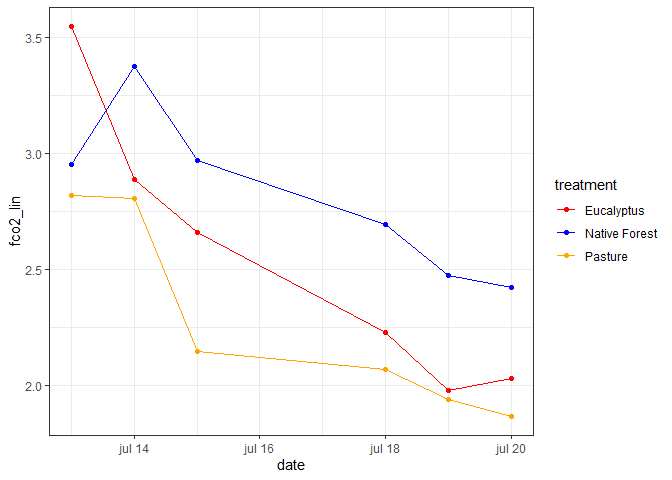 3.5
3.0
2.5
2.0
fco2_lin
jul 14
jul 16
jul 18
jul 20
date
treatment
Eucalyptus
Native Forest
Pasture